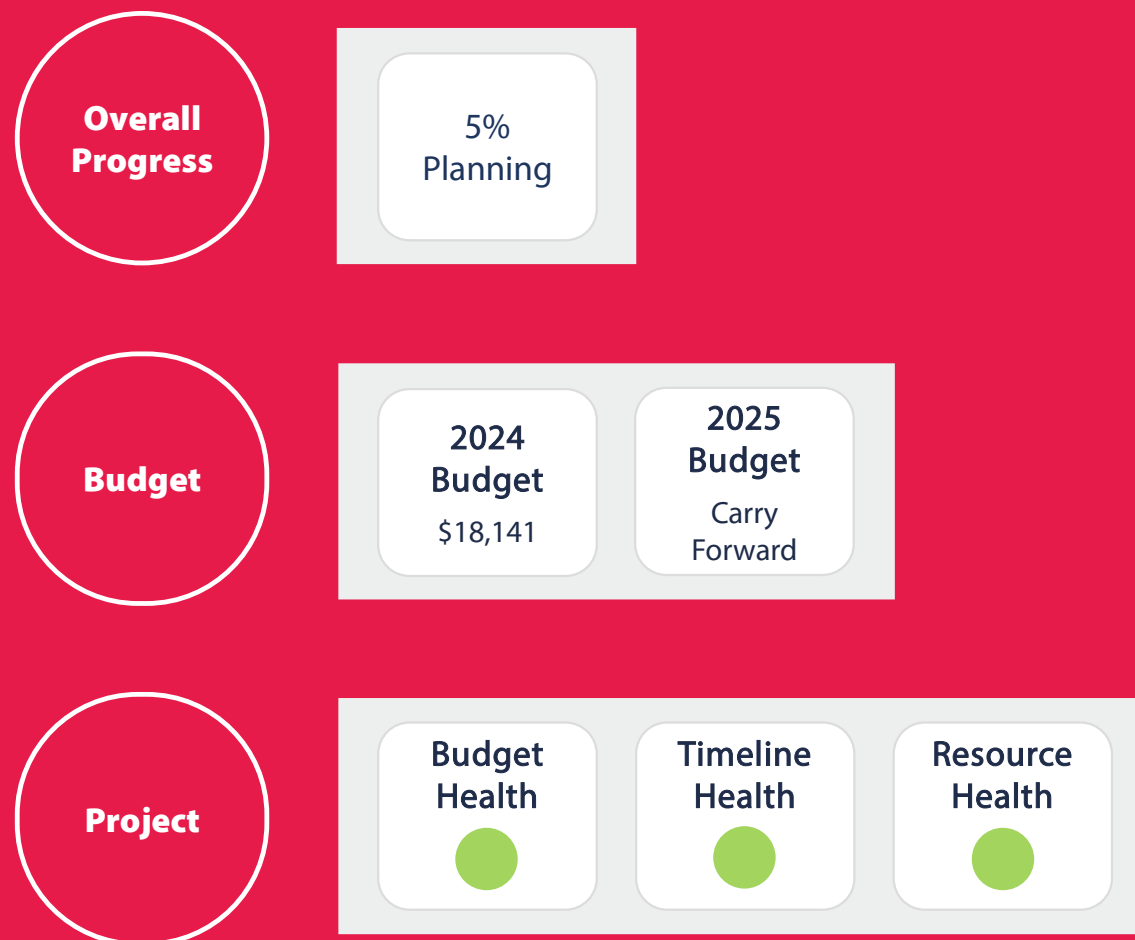 Overall
Progress
5%
Planning
Budget
2024
Budget
$18,141
2025
Budget
Carry
Forward
Project
Budget
Health
Timeline
Health
Resource
Health